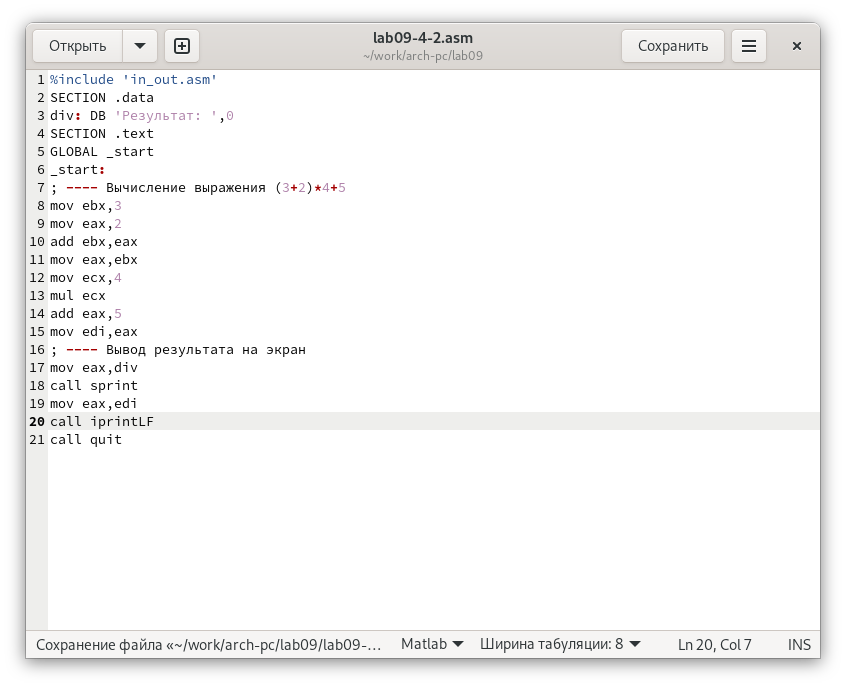 Открыть
lab09-4-2.asm
~/work/arch-pc/lab09
Сохранить
1 %include 'in_out.asm'
2 SECTION .data
3 div: DB 'Результат: ',0
4 SECTION .text
5 GLOBAL _start
6 _start:
7 ; ---- Вычисление выражения (3+2)*4+5
8 mov ebx,3
9 mov eax,2
10 add ebx,eax
11 mov eax,ebx
12 mov ecx,4
13 mul ecx
14 add eax,5
15 mov edi,eax
16 ; ---- Вывод результата на экран
17 mov eax,div
18 call sprint
19 mov eax,edi
20 call iprintLF
21 call quit
Сохранение файла «~/work/arch-pc/lab09/lab09-… Matlab Ширина табуляции: 8 Ln 20, Col 7 INS